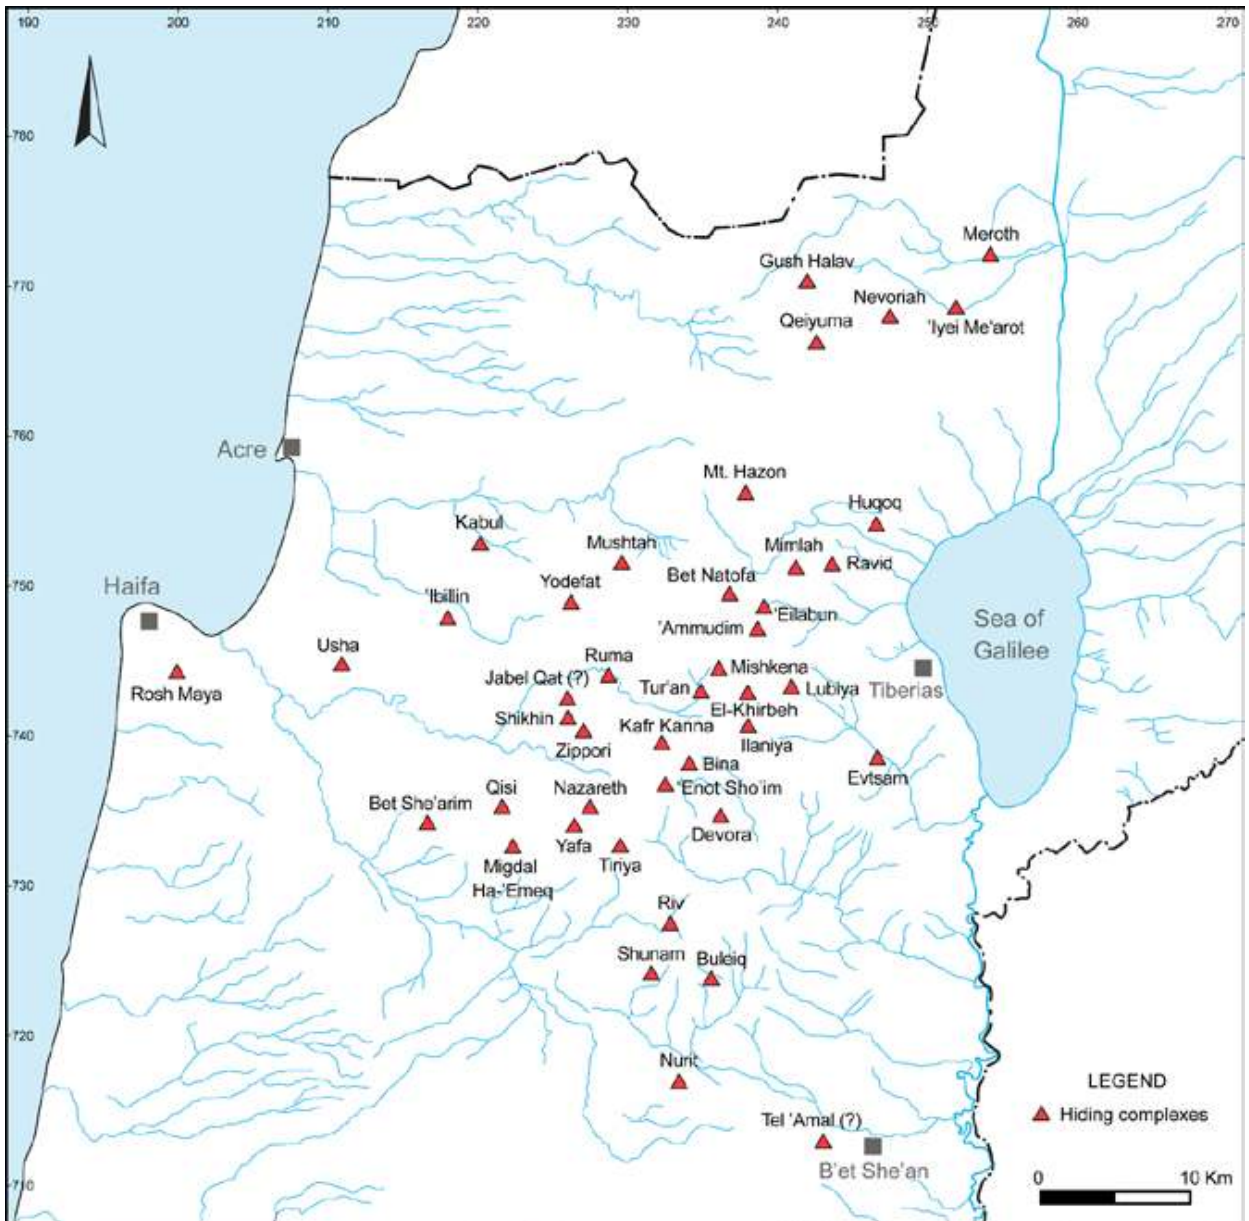 190
200
210
220
230
240
250
260
270
780
Meroth
Gush Halav
770
Nevoriah
Qeiyuma
'Iyei Me'arot
760
Acre
Mt. Hazon
Huqoq
Kabul
Mushtah
Mimlah
Ravid
750
Haifa
Yodefat
Bet Natofa
'Ibillin
'Eilabun
'Ammudim
Sea of
Galilee
Usha
Ruma
Mishkena
Rosh Maya
Jabel Qat (?)
Tur'an
Lubiya
Tiberias
El-Khirbeh
Shikhin
Kafr Kanna
740
Zippori
Ilaniya
Bina
Evtsam
Qisi
Nazareth
'Enot Sho'im
Bet She'arim
Devora
Yafa
Tiriya
Migdal
Ha-'Emeq
730
Riv
Shunam
Buleiq
720
Nurit
LEGEND
Hiding complexes
Tel 'Amal (?)
B'et She'an
710
0
10 Km